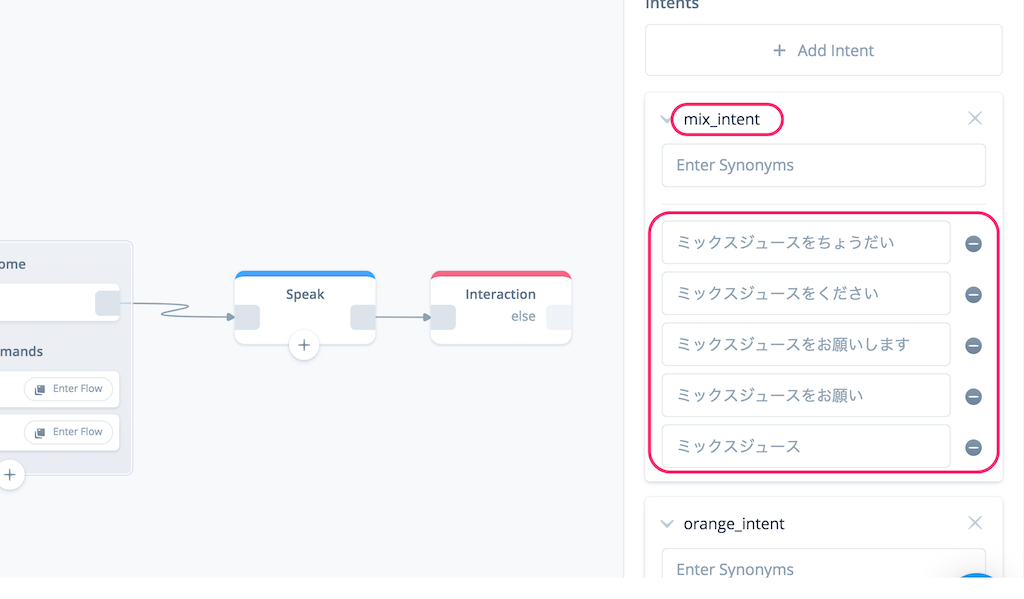 Intents
+ Add Intent
mix_intent
Enter Synonyms
ミックスジュースをちょうだい
ミックスジュースをください
ミックスジュースをお願いします
ミックスジュースをお願い
ミックスジュース
orange_intent
Enter Synonyms
ome
mands
Enter Flow
Enter Flow
+
Speak
+
Interaction
else